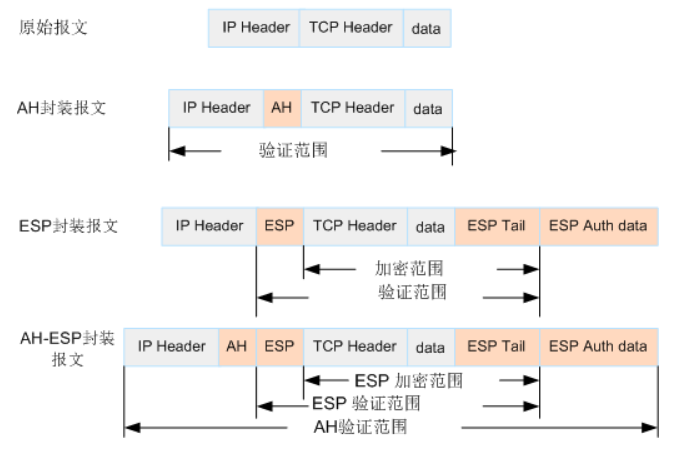 原始报文 IP Header TCP Header data
AH封装报文 IP Header AH TCP Header data
验证范围
ESP封装报文 IP Header ESP TCP Header data ESP Tail ESP Auth data
加密范围
验证范围
AH-ESP封装
报文
IP Header AH ESP TCP Header data ESP Tail ESP Auth data
ESP 加密范围
ESP 验证范围
AH验证范围